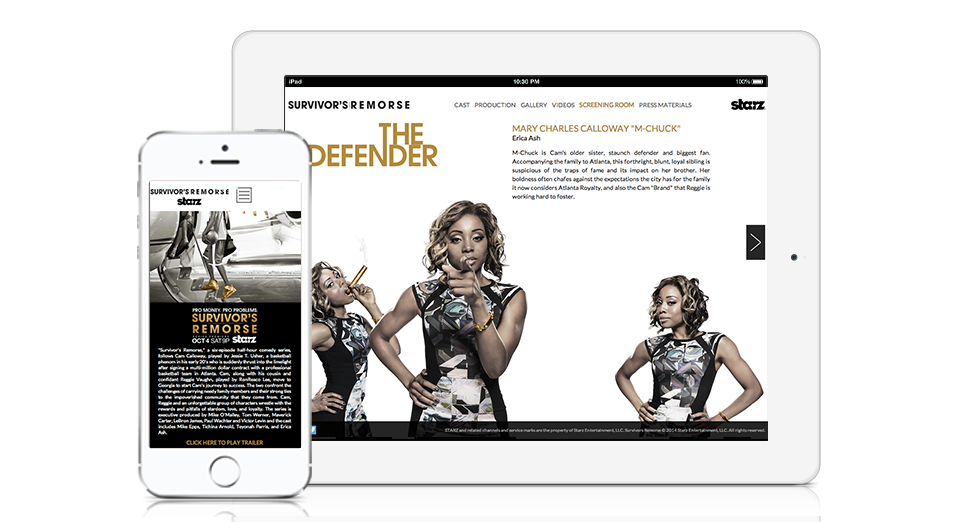 iPad
10:30 PM
100%
SURVIVOR'S REMORSE
CAST PRODUCTION GALLERY VIDEOS SCREENING ROOM PRESS MATERIALS
starz
THE
DEFENDER
MARY CHARLES CALLOWAY "M-CHUCK"
Erica Ash
M-Chuck is Cam's older sister, staunch defender and biggest fan.
Accompanying the family to Atlanta, this forthright, blunt, loyal sibling is
suspicious of the traps of fame and its impact on her brother. Her
boldness often chafes against the expectations the city has for the family
it now considers Atlanta Royalty, and also the Cam "Brand" that Reggie is
working hard to foster.
STARZ and related channels and service marks are the property of Starz Entertainment, LLC. Survivors Remorse © 2014 Starz Entertainment, LLC. All rights reserved.
SURVIVOR'S REMORSE
starz
PRO MONEY. PRO PROBLEMS.
SURVIVOR'S
REMORSE
OCT 4 SAT 9P starz
"Survivor's Remorse," a six-episode half-hour comedy series,
follows Cam Calloway, played by Jessie T. Usher, a basketball
phenom in his early 20's who is suddenly thrust into the limelight
after signing a multi-million dollar contract with a professional
basketball team in Atlanta. Cam, along with his cousin and
confidant Reggie Vaughn, played by RonReaco Lee, move to
Georgia to start Cam's journey to success. The two confront the
challenges of carrying needy family members and their strong ties
to the impoverished community that they come from. Cam,
Reggie and an unforgettable group of characters wrestle with the
rewards and pitfalls of stardom, love, and loyalty. The series is
executive produced by Mike O'Malley, Tom Werner, Maverick
Carter, LeBron James, Paul Wachter and Victor Levin and the cast
includes Mike Epps, Tichina Arnold, Teyonah Parris, and Erica
Ash.
CLICK HERE TO PLAY TRAILER